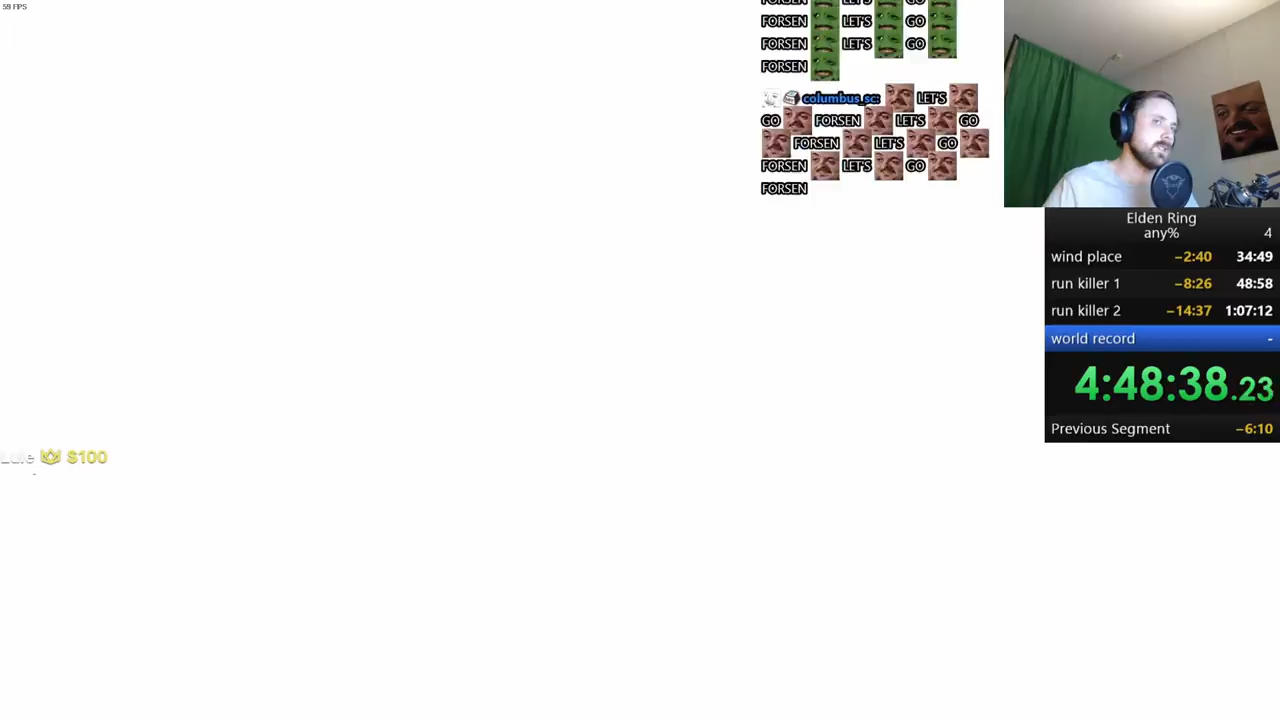 59 FPS
FORSEN LET'S GO
FORSEN LET'S GO
FORSEN LET'S GO
FORSEN
columbus_sc: LET'S
GO FORSEN LET'S GO
FORSEN LET'S GO
FORSEN LET'S GO
FORSEN
Elden Ring
any% 4
wind place −2:40 34:49
run killer 1 −8:26 48:58
run killer 2 −14:37 1:07:12
world record -
4:48:38.23
Previous Segment −6:10
$100